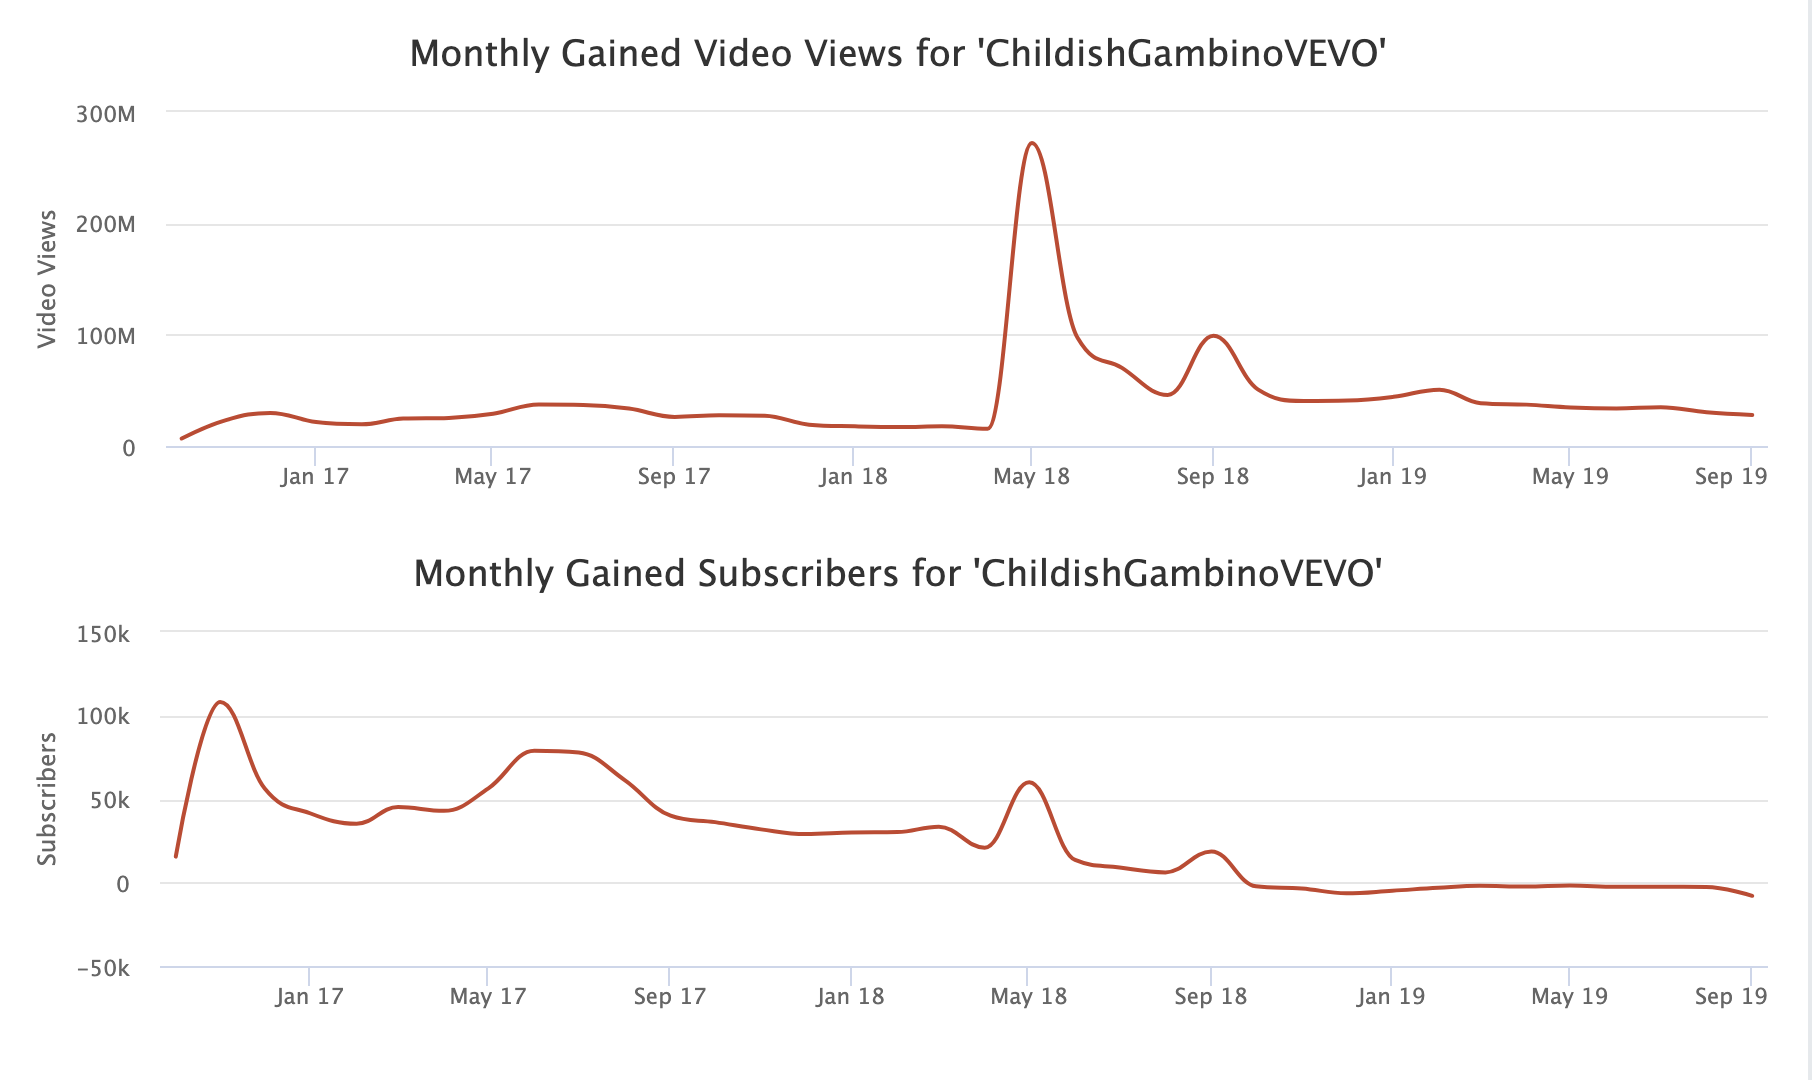 Monthly Gained Video Views for 'ChildishGambinoVEVO'
300M
200M
100M
0
Video Views
Jan 17 May 17 Sep 17 Jan 18 May 18 Sep 18 Jan 19 May 19 Sep 19
Monthly Gained Subscribers for 'ChildishGambinoVEVO'
150k
100k
50k
0
−50k
Subscribers
Jan 17 May 17 Sep 17 Jan 18 May 18 Sep 18 Jan 19 May 19 Sep 19